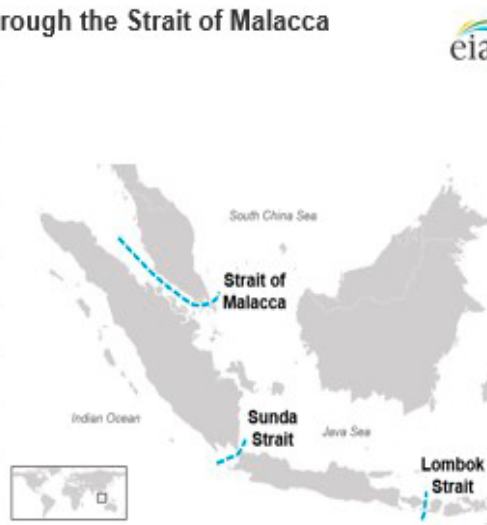 rough the Strait of Malacca
eia
South China Sea
Strait of
Malacca
Indian Ocean
Sunda
Strait
Java Sea
Lombok
Strait